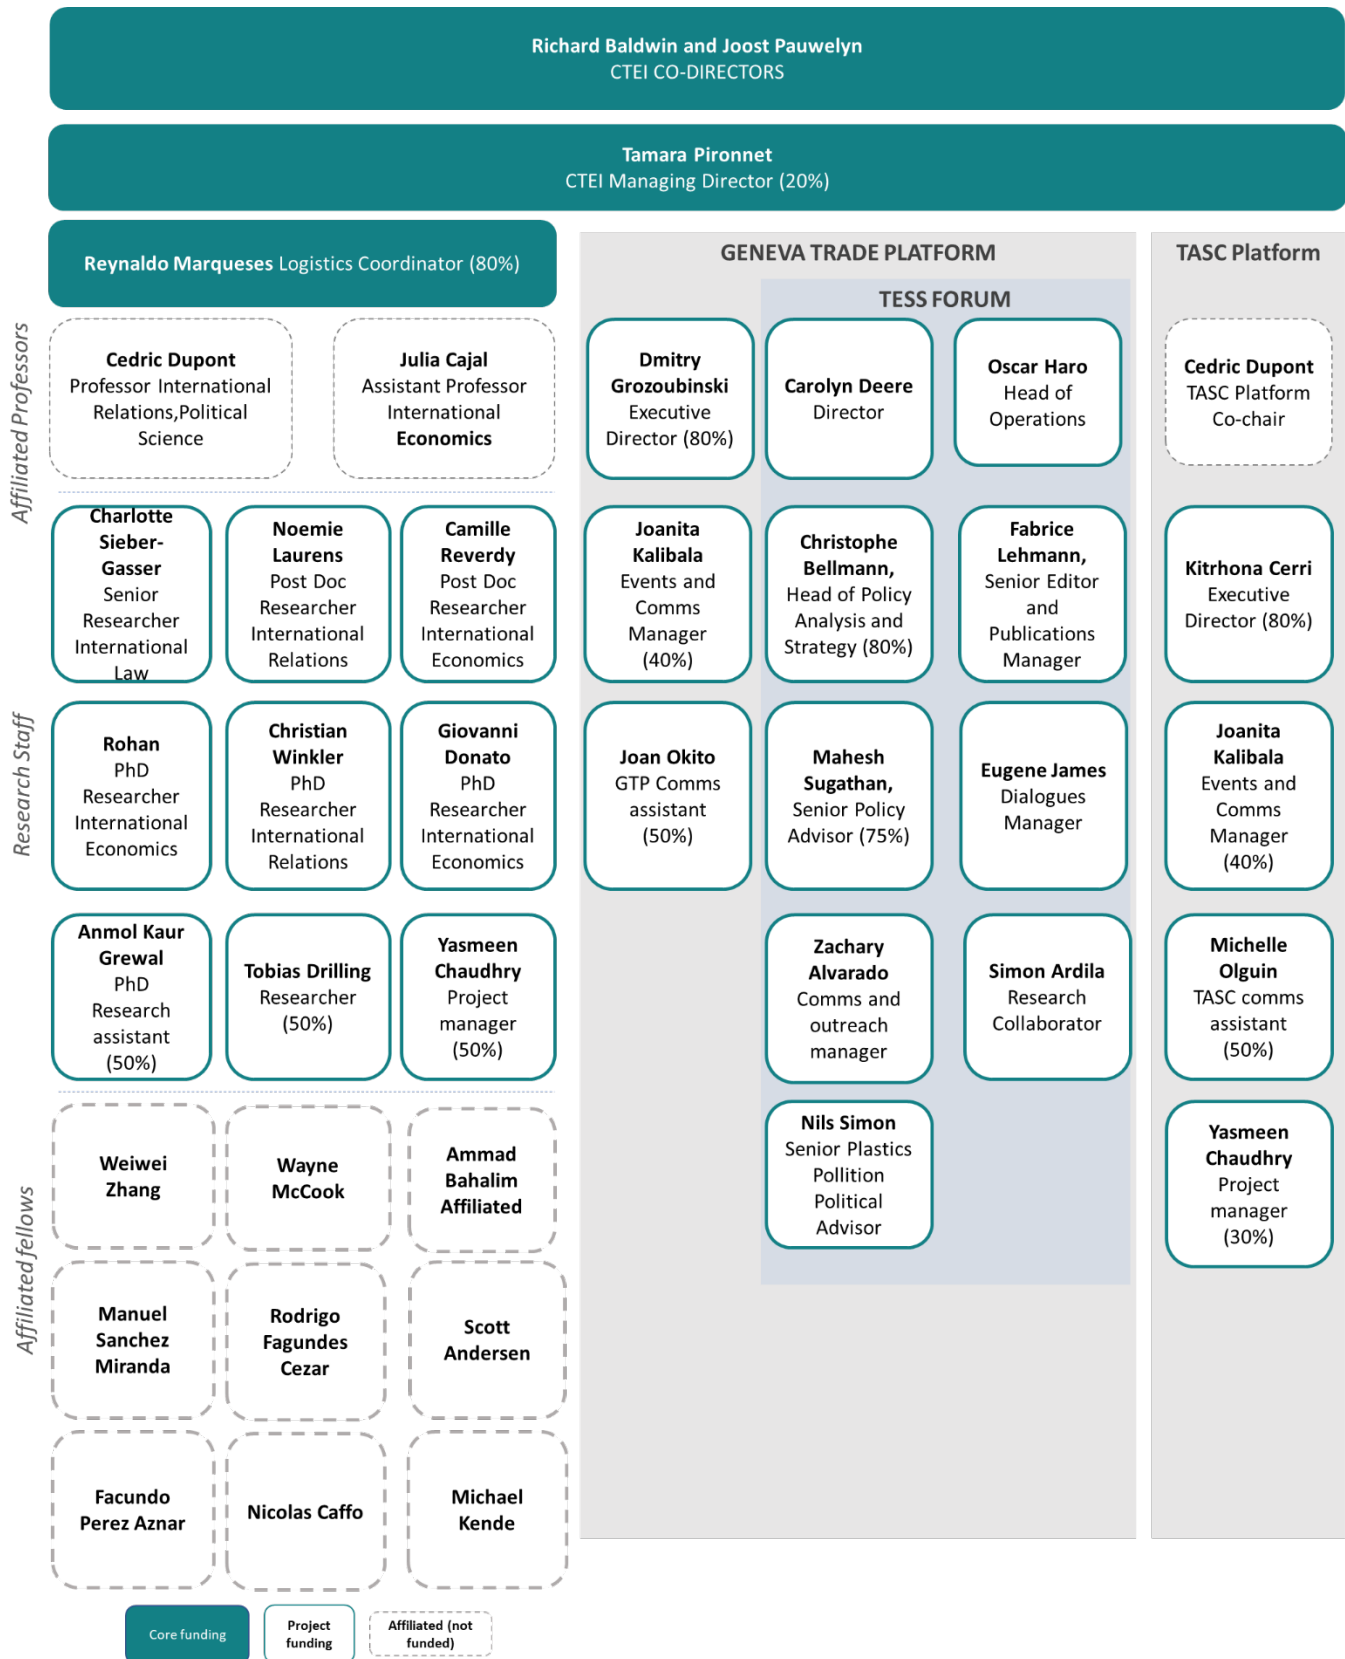 Richard Baldwin and Joost Pauwelyn
CTEI CO-DIRECTORS
Tamara Pironnet
CTEI Managing Director (20%)
Reynaldo Marqueses Logistics Coordinator (80%)
GENEVA TRADE PLATFORM
TESS FORUM
TASC Platform
Affiliated Professors
Cedric Dupont
Professor International
Relations,Political
Science
Julia Cajal
Assistant Professor
International
Economics
Dmitry
Grozoubinski
Executive
Director (80%)
Carolyn Deere
Director
Oscar Haro
Head of
Operations
Cedric Dupont
TASC Platform
Co-chair
Research Staff
Charlotte
Sieber-
Gasser
Senior
Researcher
International
Law
Noemie
Laurens
Post Doc
Researcher
International
Relations
Camille
Reverdy
Post Doc
Researcher
International
Economics
Joanita
Kalibala
Events and
Comms
Manager
(40%)
Christophe
Bellmann,
Head of Policy
Analysis and
Strategy (80%)
Fabrice
Lehmann,
Senior Editor
and
Publications
Manager
Kitrhona Cerri
Executive
Director (80%)
Rohan
PhD
Researcher
International
Economics
Christian
Winkler
PhD
Researcher
International
Relations
Giovanni
Donato
PhD
Researcher
International
Economics
Joan Okito
GTP Comms
assistant
(50%)
Mahesh
Sugathan,
Senior Policy
Advisor (75%)
Eugene James
Dialogues
Manager
Joanita
Kalibala
Events and
Comms
Manager
(40%)
Anmol Kaur
Grewal
PhD
Research
assistant
(50%)
Tobias Drilling
Researcher
(50%)
Yasmeen
Chaudhry
Project
manager
(50%)
Zachary
Alvarado
Comms and
outreach
manager
Simon Ardila
Research
Collaborator
Michelle
Olguin
TASC comms
assistant
(50%)
Affiliated fellows
Weiwei
Zhang
Wayne
McCook
Ammad
Bahalim
Affiliated
Nils Simon
Senior Plastics
Pollition
Political
Advisor
Yasmeen
Chaudhry
Project
manager
(30%)
Manuel
Sanchez
Miranda
Rodrigo
Fagundes
Cezar
Scott
Andersen
Facundo
Perez Aznar
Nicolas Caffo
Michael
Kende
Core funding
Project
funding
Affiliated (not
funded)